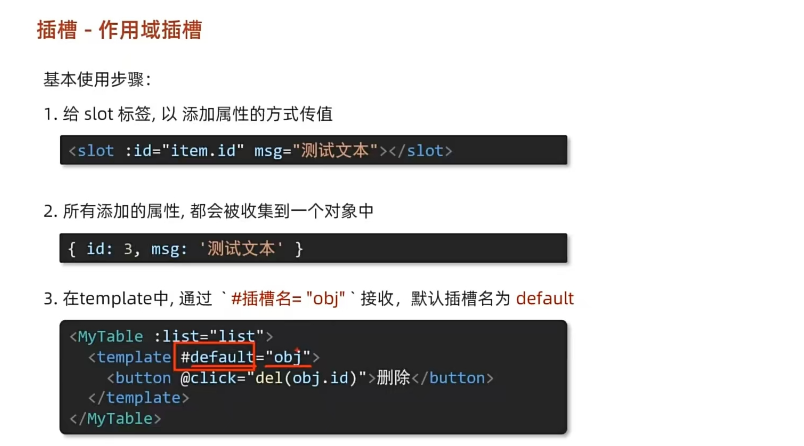 插槽 - 作用域插槽
基本使用步骤：
1. 给 slot 标签, 以 添加属性的方式传值
<slot :id="item.id" msg="测试文本"></slot>
2. 所有添加的属性, 都会被收集到一个对象中
{ id: 3, msg: '测试文本' }
3. 在template中, 通过 ` #插槽名= "obj" ` 接收，默认插槽名为 default
<MyTable :list="list">
<template #default="obj">
<button @click="del(obj.id)">删除</button>
</template>
</MyTable>